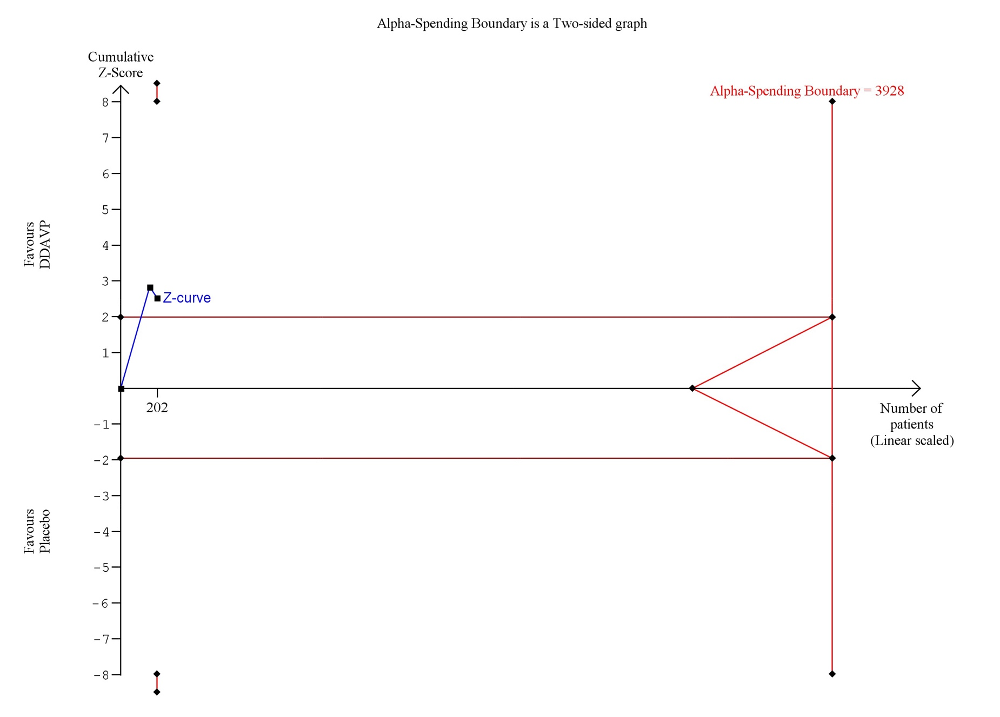 Alpha-Spending Boundary is a Two-sided graph
Cumulative
Z-Score
Alpha-Spending Boundary = 3928
8
7
6
5
4
3
2
1
-1
-2
-3
-4
-5
-6
-7
-8
Favours
DDAVP
Favours
Placebo
Z-curve
202
Number of
patients
(Linear scaled)